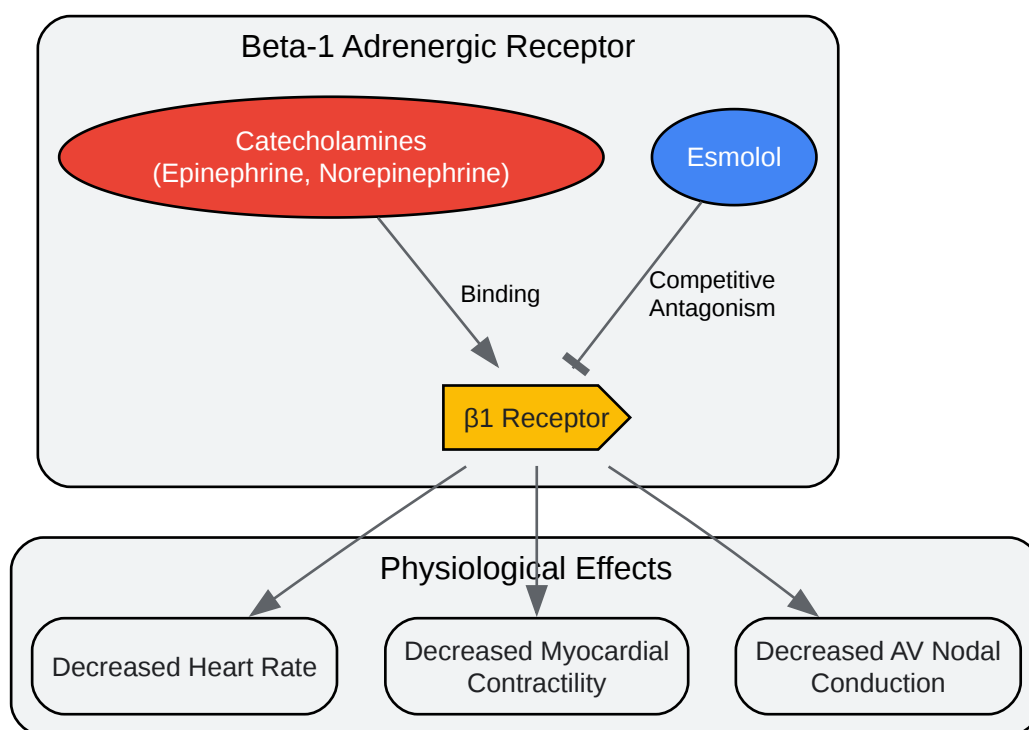 Beta-1 Adrenergic Receptor
Catecholamines
(Epinephrine, Norepinephrine)
Esmolol
Binding
Competitive
Antagonism
β1 Receptor
Physiological Effects
Decreased Heart Rate
Decreased Myocardial
Contractility
Decreased AV Nodal
Conduction